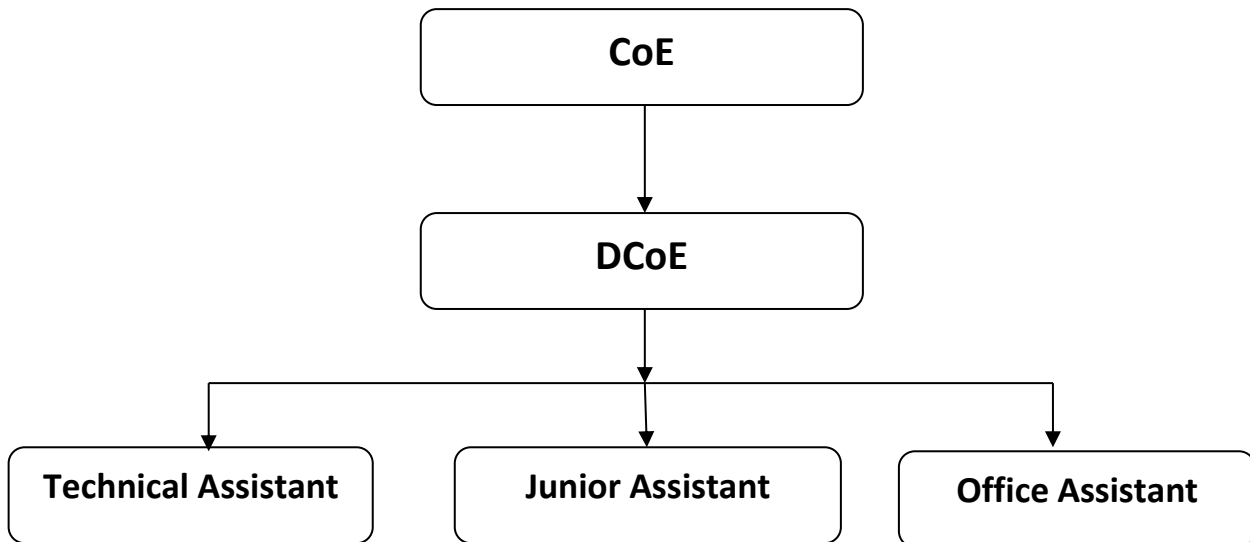 CoE
DCoE
Technical Assistant
Junior Assistant
Office Assistant